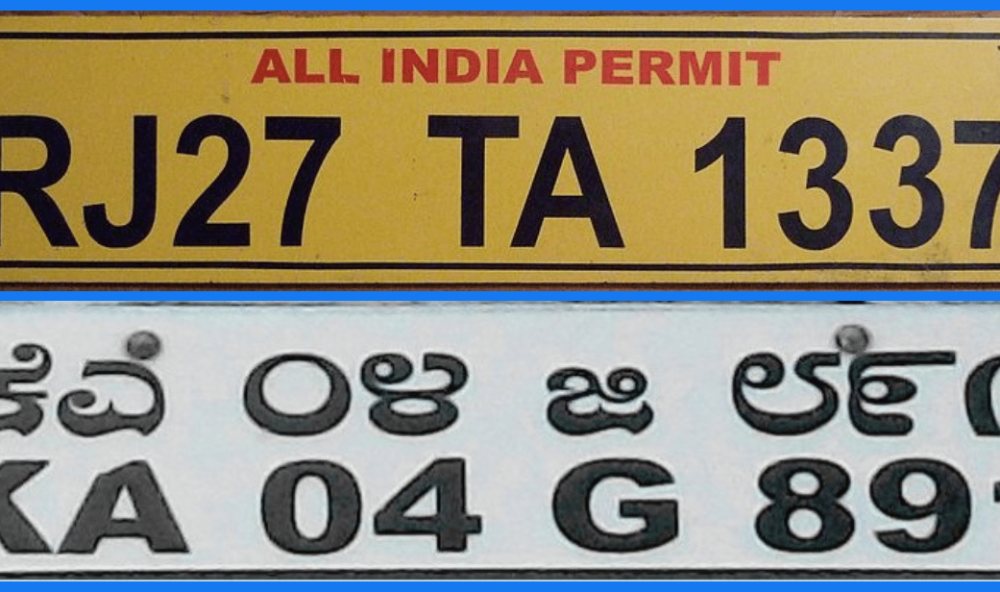 ALL INDIA PERMIT
RJ27 TA 1337
ಕೆಎ ೦೪ ಜಿ ೮೯
KA 04 G 89